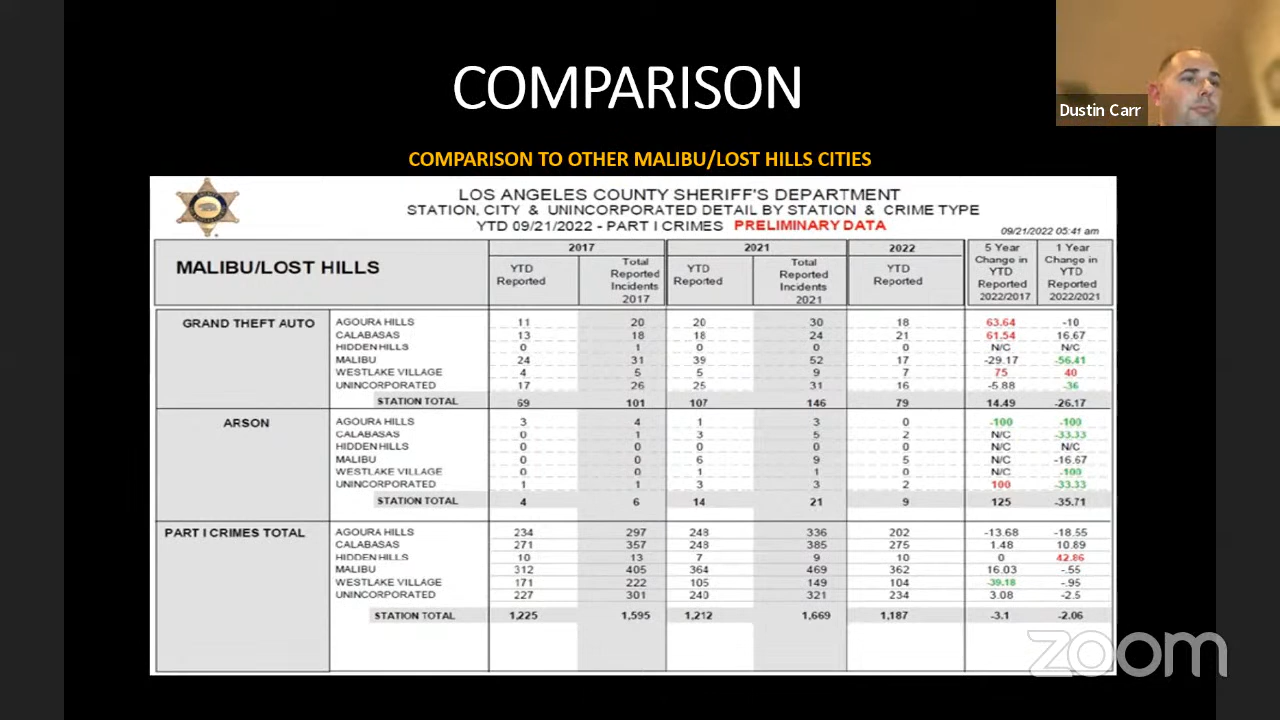 COMPARISON
Dustin Carr
COMPARISON TO OTHER MALIBU/LOST HILLS CITIES
LOS ANGELES COUNTY SHERIFF'S DEPARTMENT
STATION, CITY & UNINCORPORATED DETAIL BY STATION & CRIME TYPE
YTD 09/21/2022 - PART I CRIMES PRELIMINARY DATA
09/21/2022 05:41 am
MALIBU/LOST HILLS
2017 2021 2022
YTD Reported
Total Reported Incidents 2017
YTD Reported
Total Reported Incidents 2021
YTD Reported
5 Year Change in YTD Reported 2022/2017
1 Year Change in YTD Reported 2022/2021
GRAND THEFT AUTO AGOURA HILLS 11 20 20 30 18 63.64 -10
CALABASAS 13 18 18 24 21 61.54 16.67
HIDDEN HILLS 0 1 0 0 0 N/C N/C
MALIBU 24 31 39 52 17 -29.17 -56.41
WESTLAKE VILLAGE 4 5 5 9 7 75 40
UNINCORPORATED 17 26 25 31 16 -5.88 -36
STATION TOTAL 69 101 107 146 79 14.49 -26.17
ARSON AGOURA HILLS 3 4 1 3 0 -100 -100
CALABASAS 0 1 3 5 2 N/C -33.33
HIDDEN HILLS 0 0 0 0 0 N/C N/C
MALIBU 0 0 6 9 5 N/C -16.67
WESTLAKE VILLAGE 0 0 1 1 0 N/C -100
UNINCORPORATED 1 1 3 3 2 100 -33.33
STATION TOTAL 4 6 14 21 9 125 -35.71
PART I CRIMES TOTAL AGOURA HILLS 234 297 248 336 202 -13.68 -18.55
CALABASAS 271 357 248 385 275 1.48 10.89
HIDDEN HILLS 10 13 7 9 10 0 42.86
MALIBU 312 405 364 469 362 16.03 -.55
WESTLAKE VILLAGE 171 222 105 149 104 -39.18 -.95
UNINCORPORATED 227 301 240 321 234 3.08 -2.5
STATION TOTAL 1,225 1,595 1,212 1,669 1,187 -3.1 -2.06
zoom